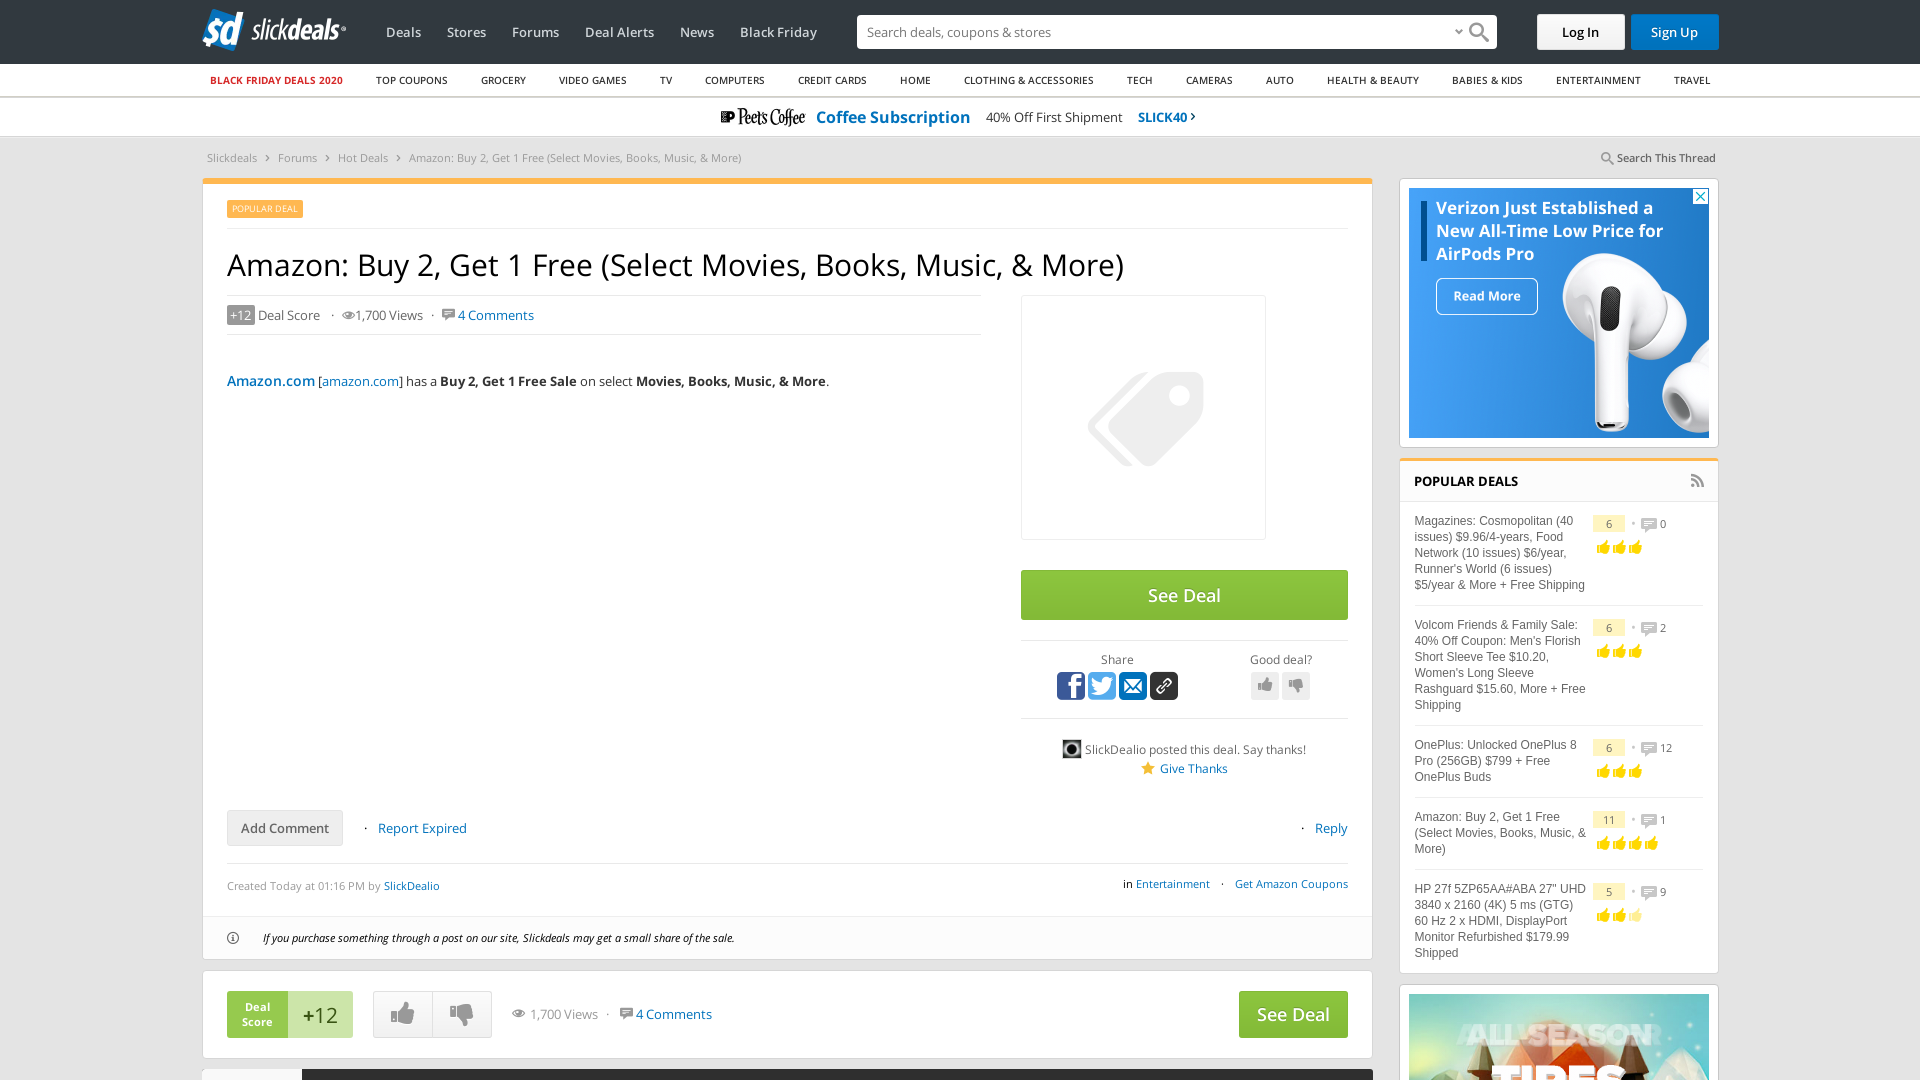 slickdeals
Deals Stores Forums Deal Alerts News Black Friday
Search deals, coupons & stores
Log In
Sign Up
BLACK FRIDAY DEALS 2020 TOP COUPONS GROCERY VIDEO GAMES TV COMPUTERS CREDIT CARDS HOME CLOTHING & ACCESSORIES TECH CAMERAS AUTO HEALTH & BEAUTY BABIES & KIDS ENTERTAINMENT TRAVEL
Peet's Coffee Coffee Subscription 40% Off First Shipment SLICK40
Slickdeals › Forums › Hot Deals › Amazon: Buy 2, Get 1 Free (Select Movies, Books, Music, & More)
Search This Thread
POPULAR DEAL
Amazon: Buy 2, Get 1 Free (Select Movies, Books, Music, & More)
+12 Deal Score · 1,700 Views · 4 Comments
Amazon.com [amazon.com] has a Buy 2, Get 1 Free Sale on select Movies, Books, Music, & More.
See Deal
Share
Good deal?
SlickDealio posted this deal. Say thanks!
Give Thanks
Add Comment · Report Expired
· Reply
Created Today at 01:16 PM by SlickDealio
in Entertainment · Get Amazon Coupons
If you purchase something through a post on our site, Slickdeals may get a small share of the sale.
Deal
Score
+12
1,700 Views · 4 Comments
See Deal
Verizon Just Established a
New All-Time Low Price for
AirPods Pro
Read More
POPULAR DEALS
Magazines: Cosmopolitan (40
issues) $9.96/4-years, Food
Network (10 issues) $6/year,
Runner's World (6 issues)
$5/year & More + Free Shipping
6 • 0
Volcom Friends & Family Sale:
40% Off Coupon: Men's Florish
Short Sleeve Tee $10.20,
Women's Long Sleeve
Rashguard $15.60, More + Free
Shipping
6 • 2
OnePlus: Unlocked OnePlus 8
Pro (256GB) $799 + Free
OnePlus Buds
6 • 12
Amazon: Buy 2, Get 1 Free
(Select Movies, Books, Music, &
More)
11 • 1
HP 27f 5ZP65AA#ABA 27" UHD
3840 x 2160 (4K) 5 ms (GTG)
60 Hz 2 x HDMI, DisplayPort
Monitor Refurbished $179.99
Shipped
5 • 9
ALL-SEASON
TIRES